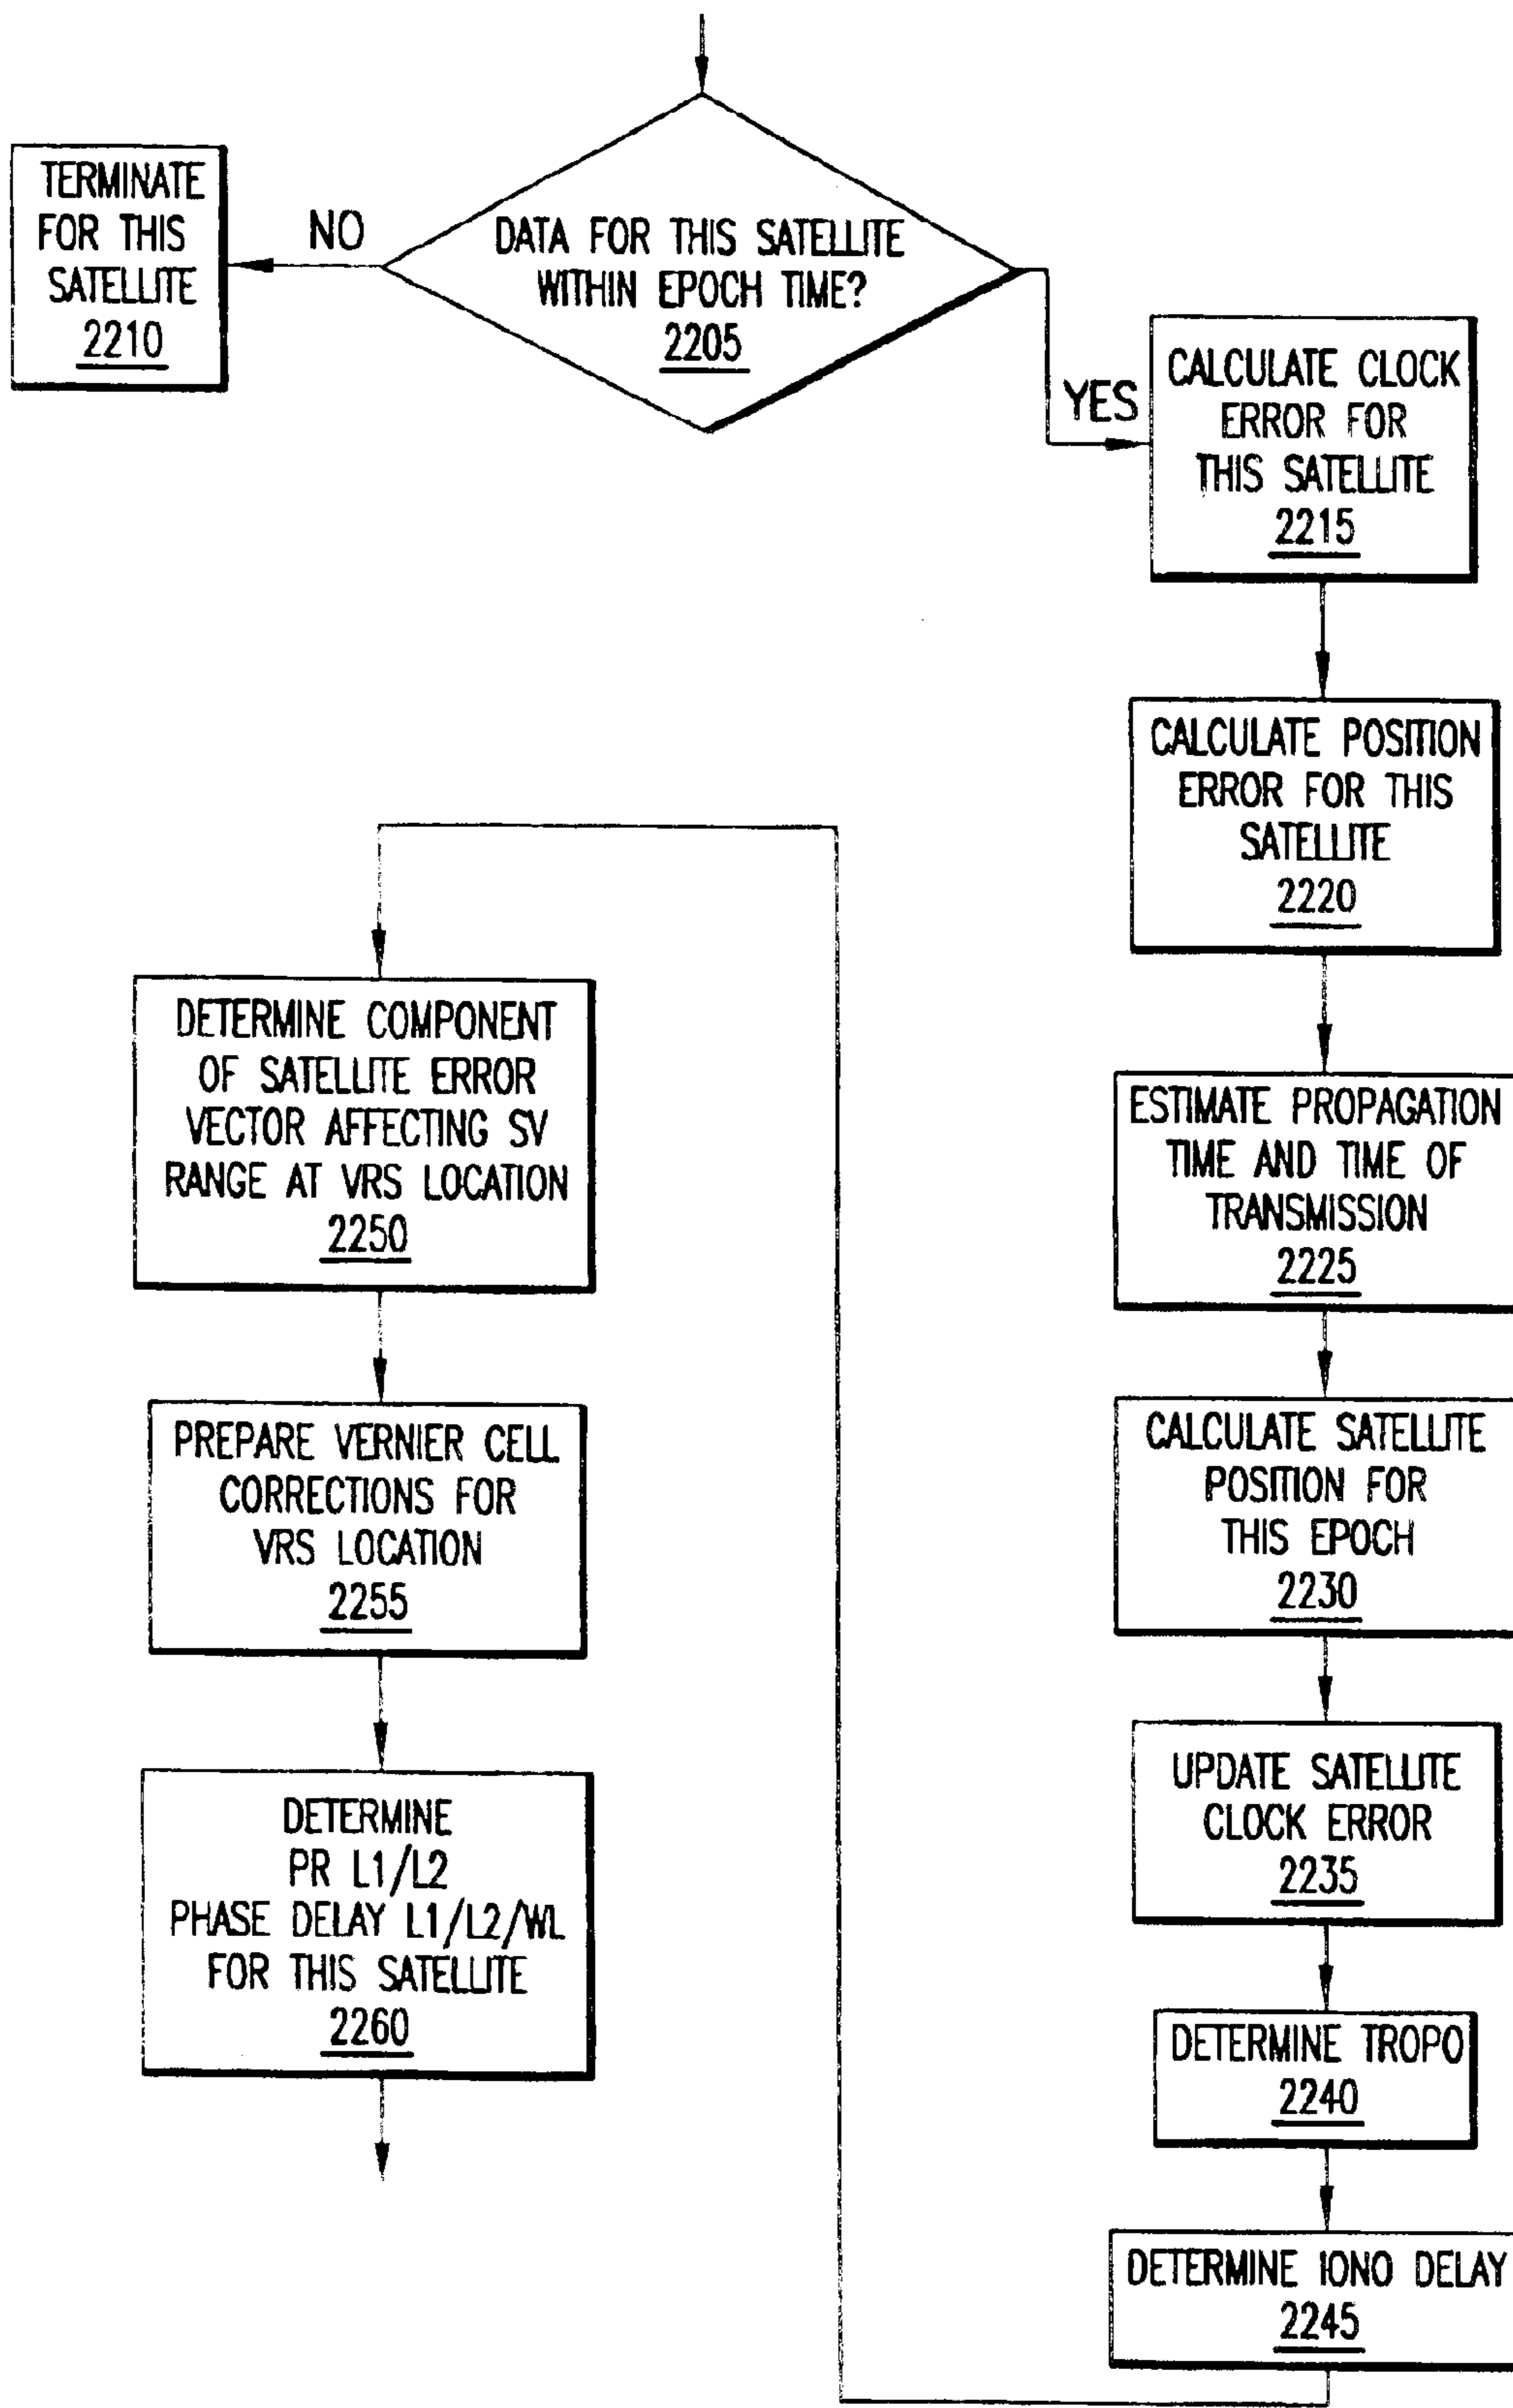 TERMINATE
FOR THIS
SATELLITE
2210
NO
DATA FOR THIS SATELLITE
WITHIN EPOCH TIME?
2205
YES
CALCULATE CLOCK
ERROR FOR
THIS SATELLITE
2215
CALCULATE POSITION
ERROR FOR THIS
SATELLITE
2220
ESTIMATE PROPAGATION
TIME AND TIME OF
TRANSMISSION
2225
CALCULATE SATELLITE
POSITION FOR
THIS EPOCH
2230
UPDATE SATELLITE
CLOCK ERROR
2235
DETERMINE TROPO
2240
DETERMINE IONO DELAY
2245
DETERMINE COMPONENT
OF SATELLITE ERROR
VECTOR AFFECTING SV
RANGE AT VRS LOCATION
2250
PREPARE VERNIER CELL
CORRECTIONS FOR
VRS LOCATION
2255
DETERMINE
PR L1/L2
PHASE DELAY L1/L2/WL
FOR THIS SATELLITE
2260